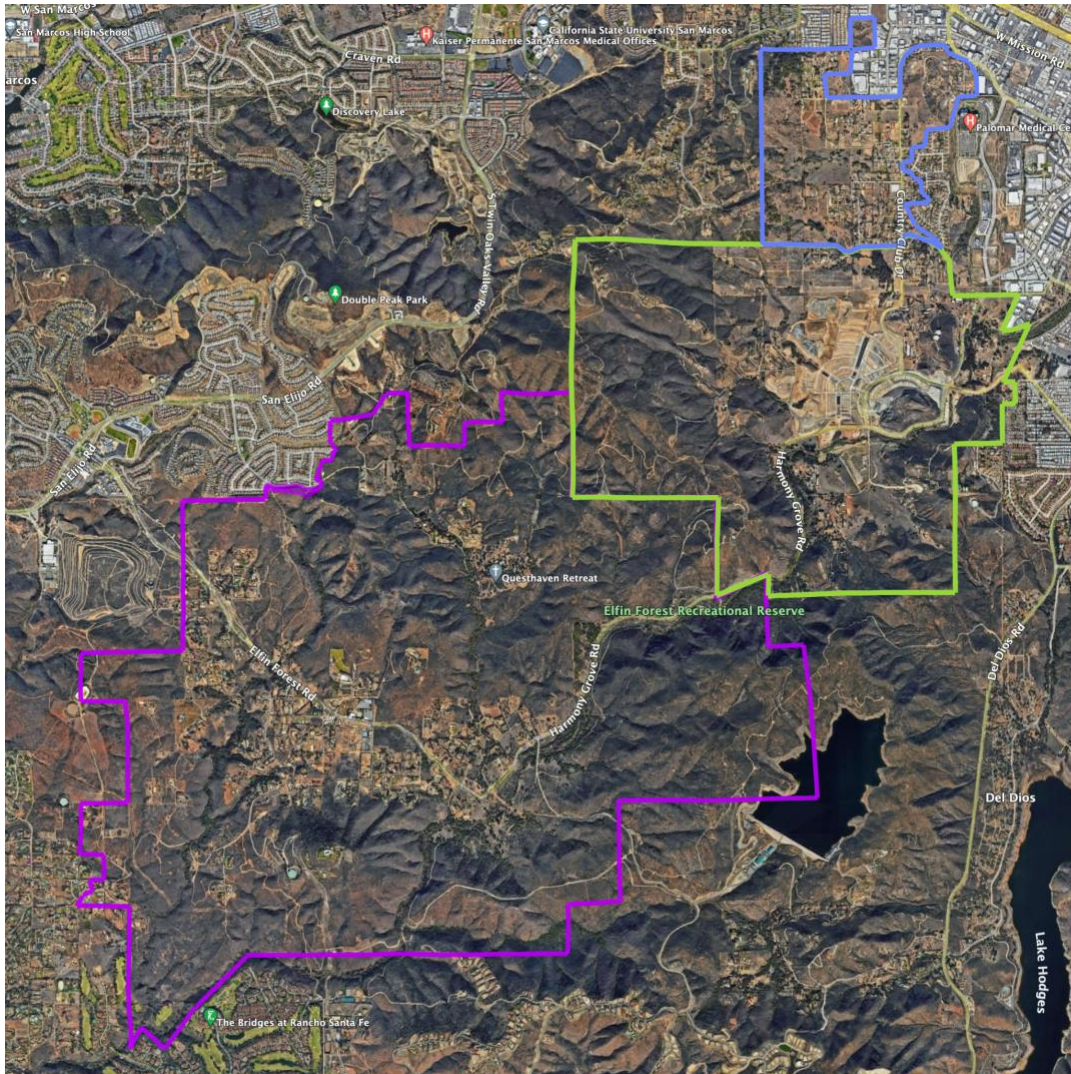 W San Marcos
San Marcos High School
arcos
California State University San Marcos
Kaiser Permanente San Marcos Medical Offices
Craven Rd
W Mission Rd
Discovery Lake
Palomar Medical Ce
S Twin Oaks Valley Rd
Country Club Dr
Double Peak Park
San Elijo Rd
San Elijo Rd
Harmony Grove Rd
Questhaven Retreat
Elfin Forest Recreational Reserve
Elfin Forest Rd
Harmony Grove Rd
Del Dios Rd
Del Dios
Lake Hodges
The Bridges at Rancho Santa Fe